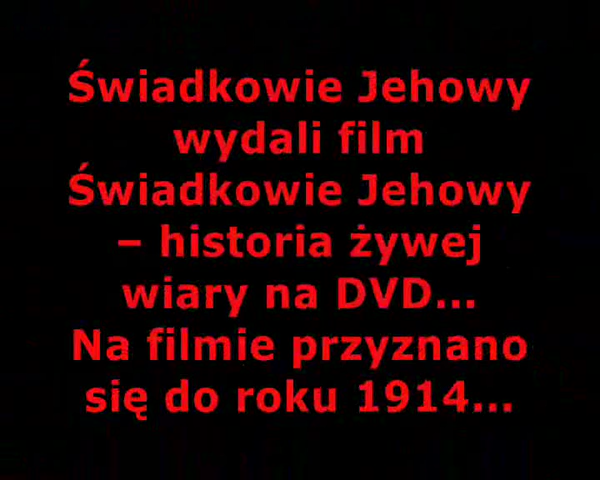 Świadkowie Jehowy
wydali film
Świadkowie Jehowy
– historia żywej
wiary na DVD...
Na filmie przyznano
się do roku 1914...